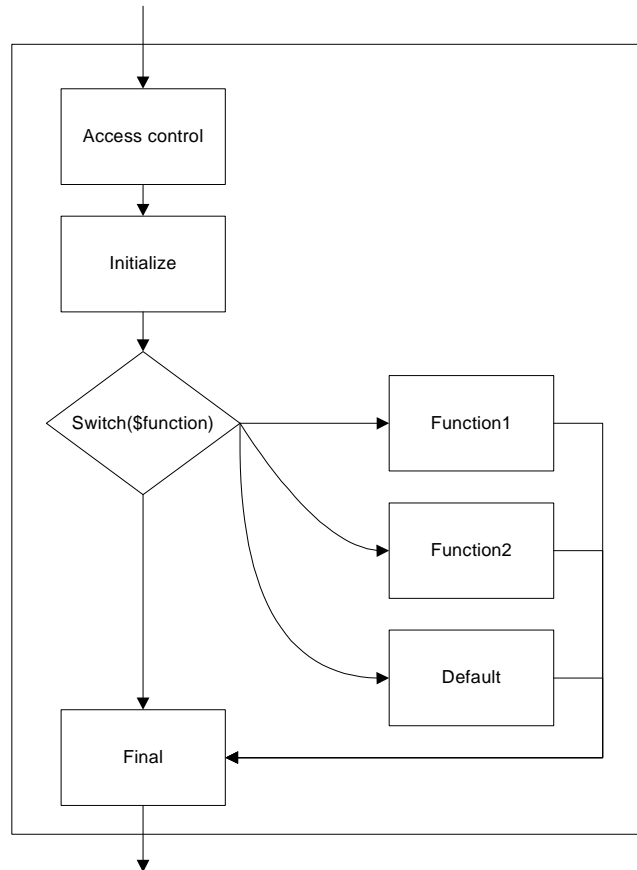 Access control
Initialize
Switch($function)
Function1
Function2
Default
Final